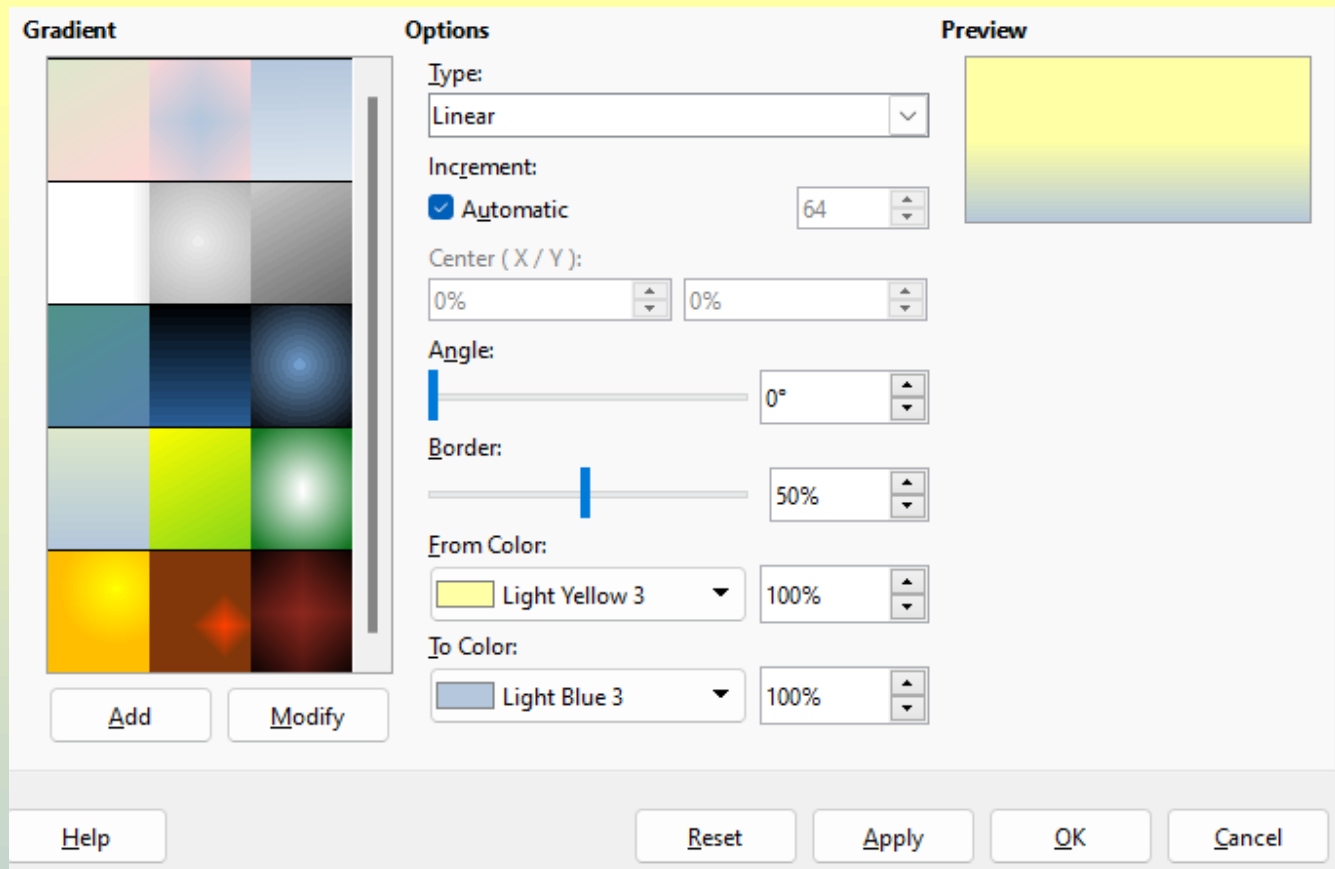 Gradient
Options
Preview
Type:
Linear
Increment:
Automatic
64
Center ( X / Y ):
0%
0%
Angle:
0°
Border:
50%
From Color:
Light Yellow 3
100%
To Color:
Light Blue 3
100%
Add
Modify
Help
Reset
Apply
OK
Cancel